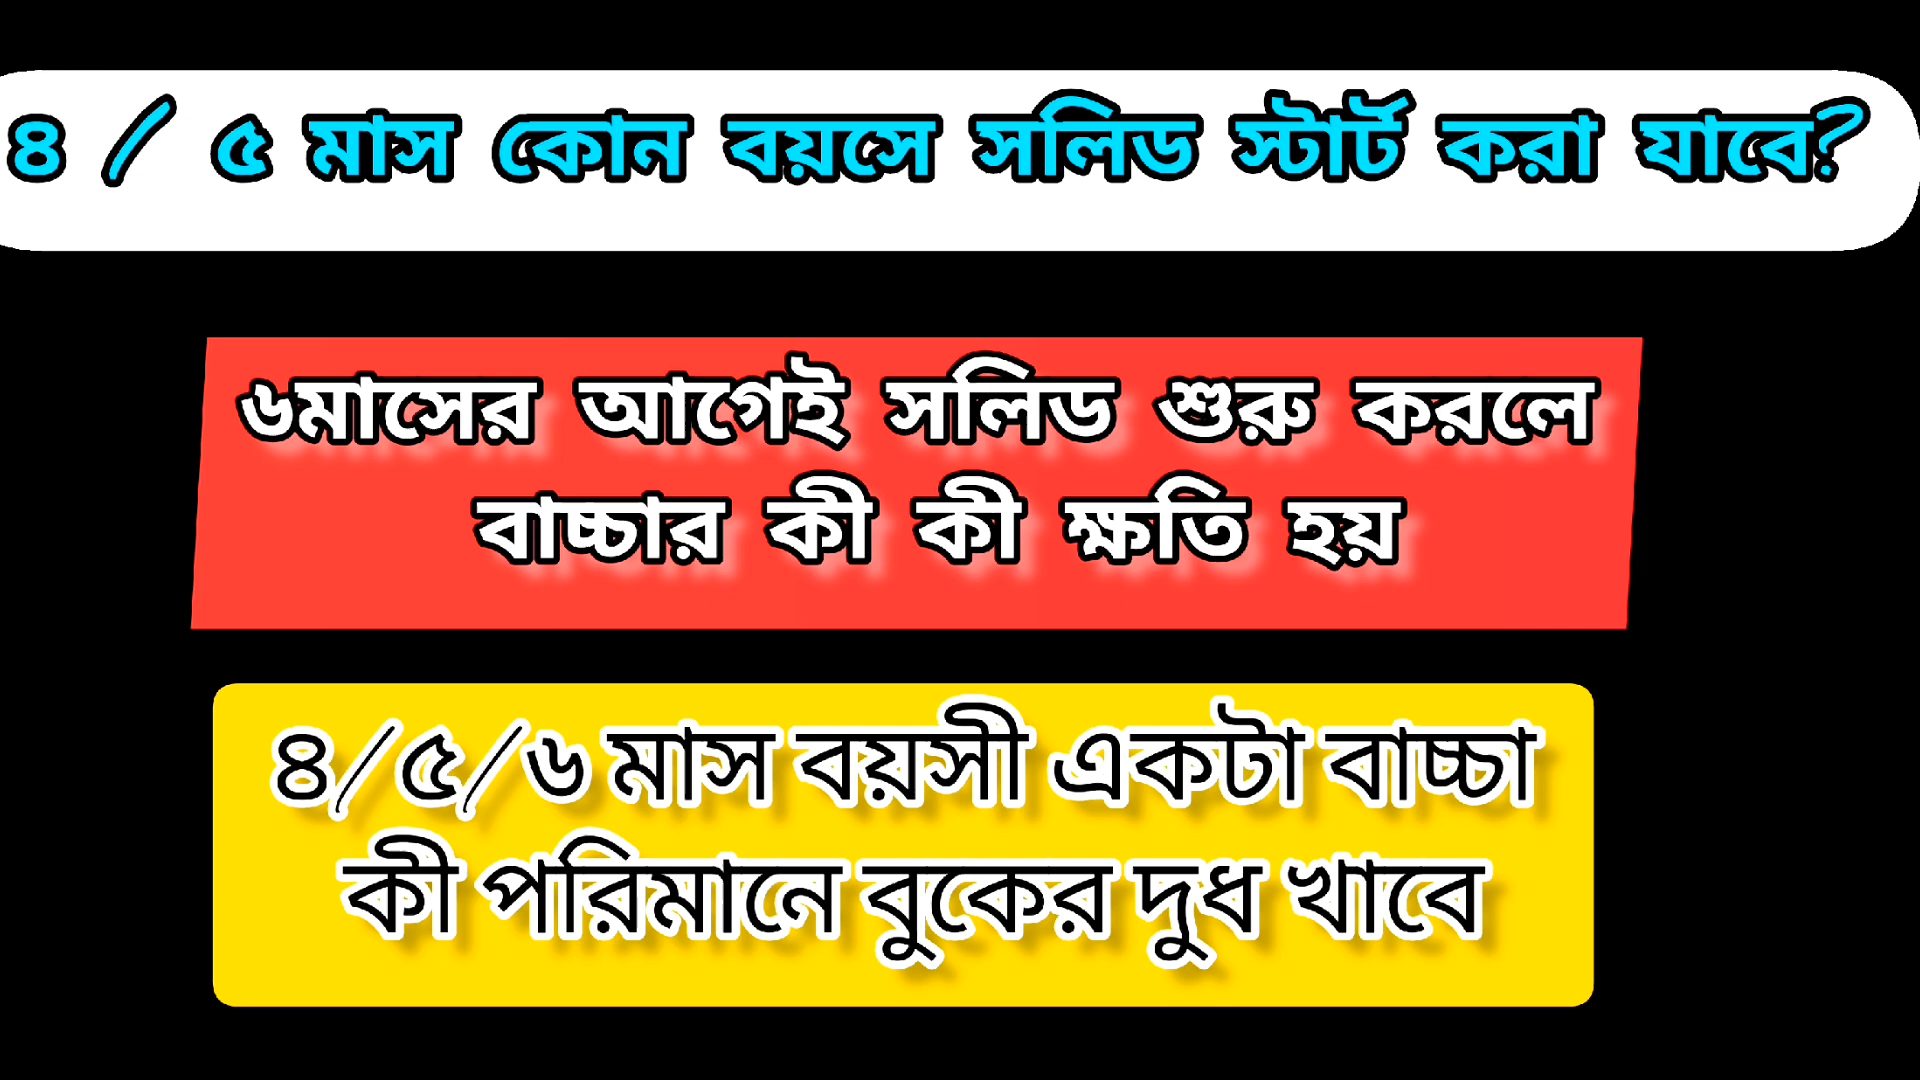 ৪ / ৫ মাস কোন বয়সে সলিড স্টার্ট করা যাবে?
৬মাসের আগেই সলিড শুরু করলে
বাচ্চার কী কী ক্ষতি হয়
৪/৫/৬ মাস বয়সী একটা বাচ্চা
কী পরিমানে বুকের দুধ খাবে